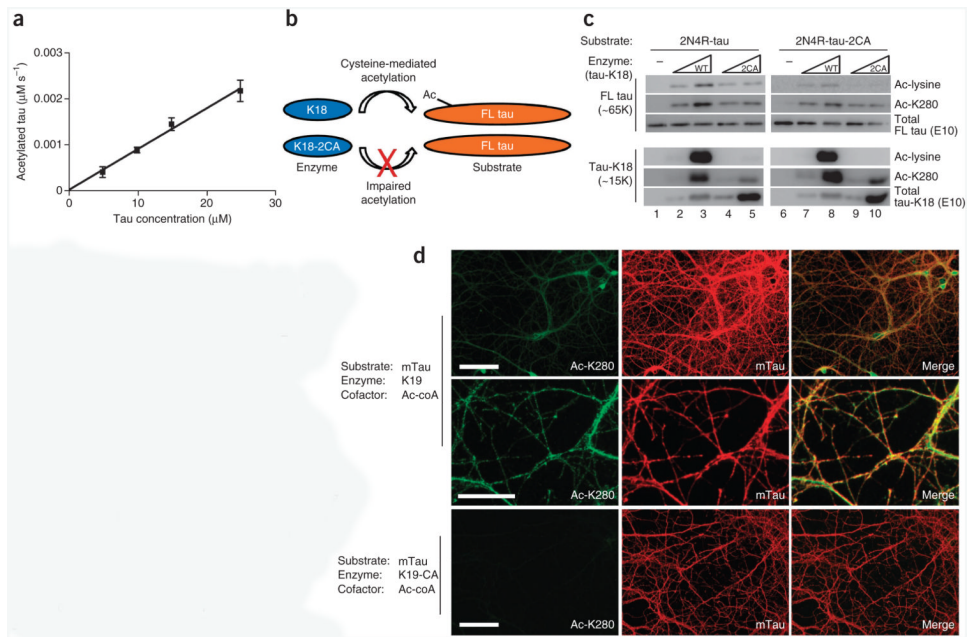 a
Acetylated tau (μM s⁻¹)
0.003
0.002
0.001
0
0
10
20
30
Tau concentration (μM)
b
Cysteine-mediated
acetylation
Ac
K18
FL tau
K18-2CA
FL tau
Enzyme
X
Substrate
Impaired
acetylation
c
Substrate: 2N4R-tau 2N4R-tau-2CA
Enzyme: – WT 2CA – WT 2CA
(tau-K18)
FL tau
(~65K)
Ac-lysine
Ac-K280
Total
FL tau (E10)
Tau-K18
(~15K)
Ac-lysine
Ac-K280
Total
tau-K18 (E10)
1 2 3 4 5 6 7 8 9 10
d
Substrate: mTau
Enzyme: K19
Cofactor: Ac-coA
Ac-K280 mTau Merge
Ac-K280 mTau Merge
Substrate: mTau
Enzyme: K19-CA
Cofactor: Ac-coA
Ac-K280 mTau Merge